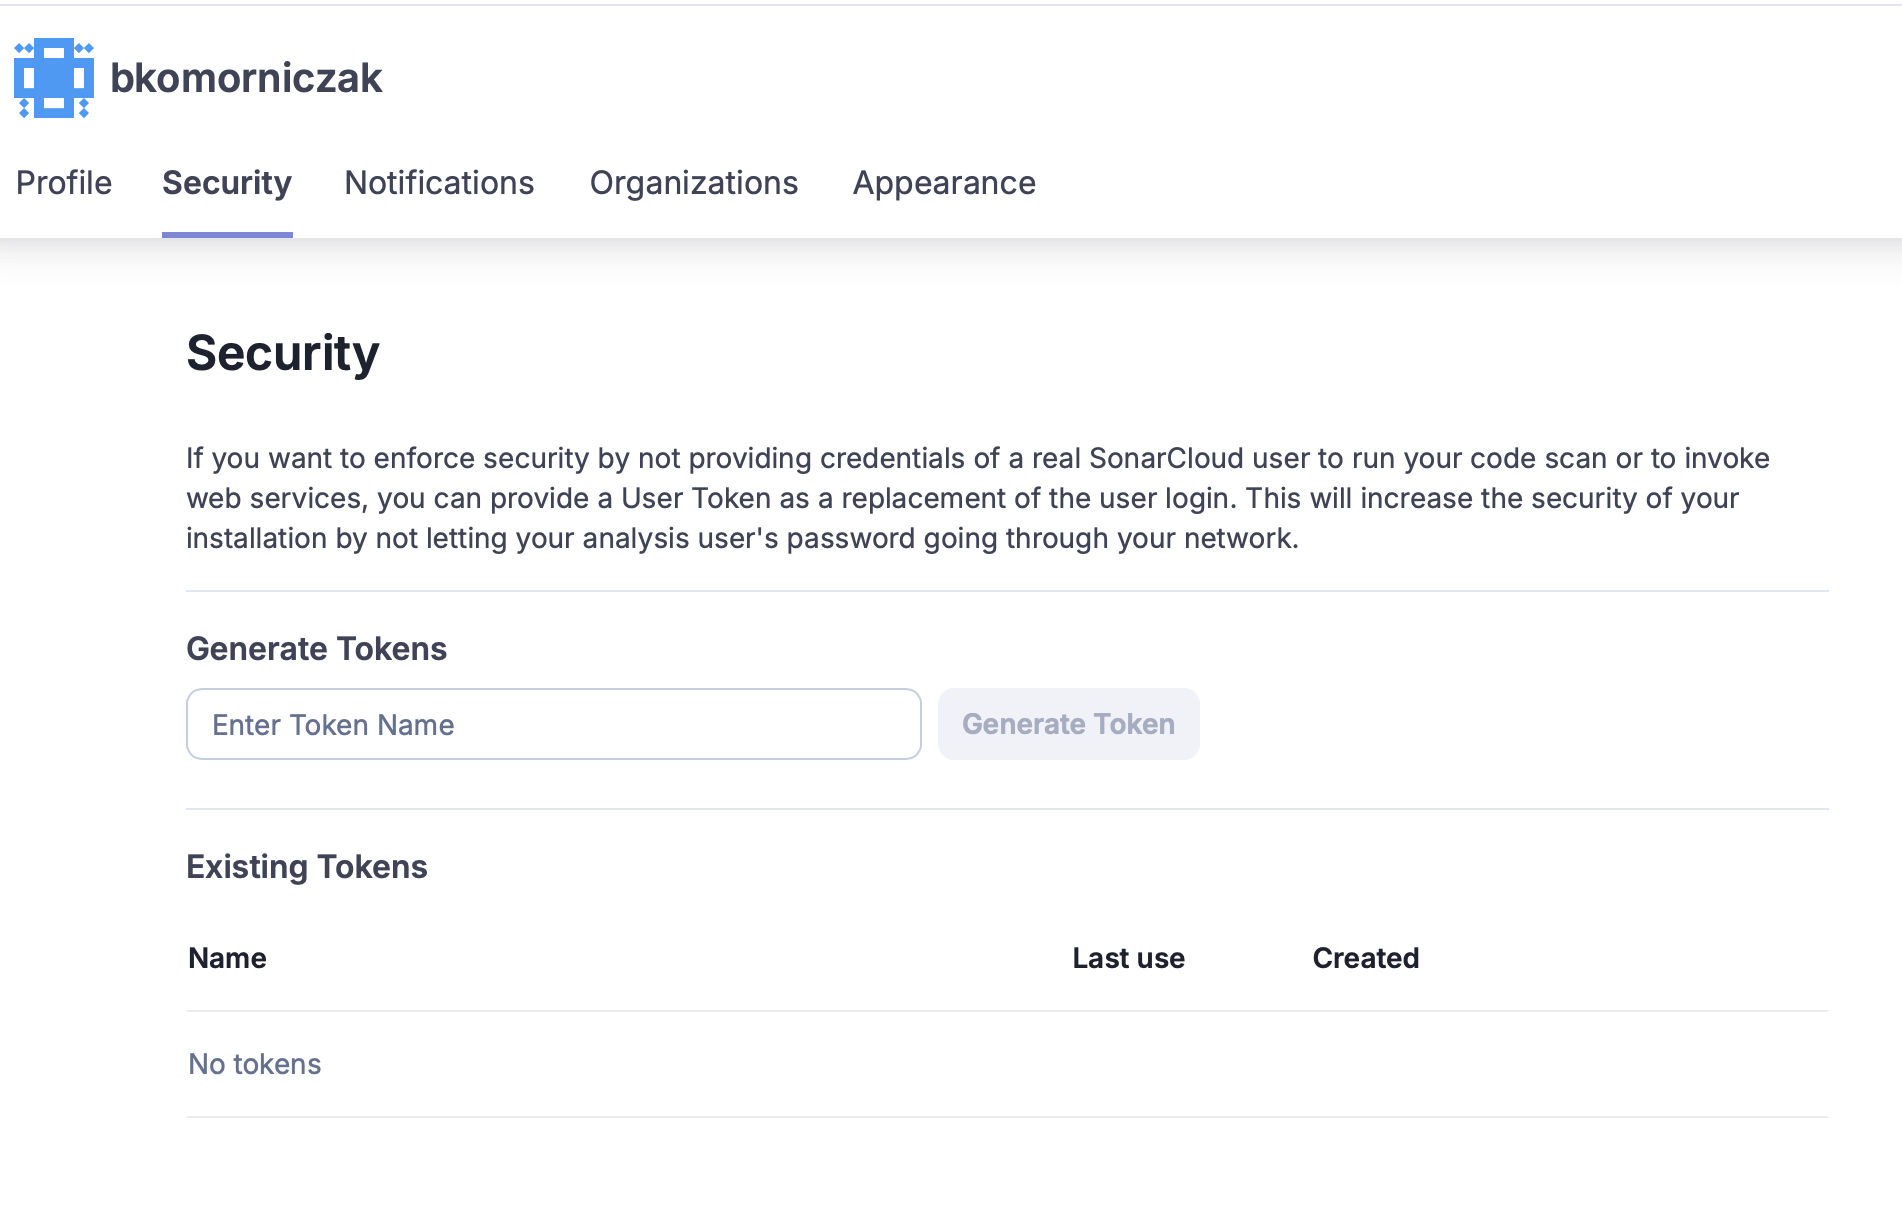 bkomorniczak
Profile Security Notifications Organizations Appearance
Security
If you want to enforce security by not providing credentials of a real SonarCloud user to run your code scan or to invoke
web services, you can provide a User Token as a replacement of the user login. This will increase the security of your
installation by not letting your analysis user's password going through your network.
Generate Tokens
Enter Token Name Generate Token
Existing Tokens
Name Last use Created
No tokens